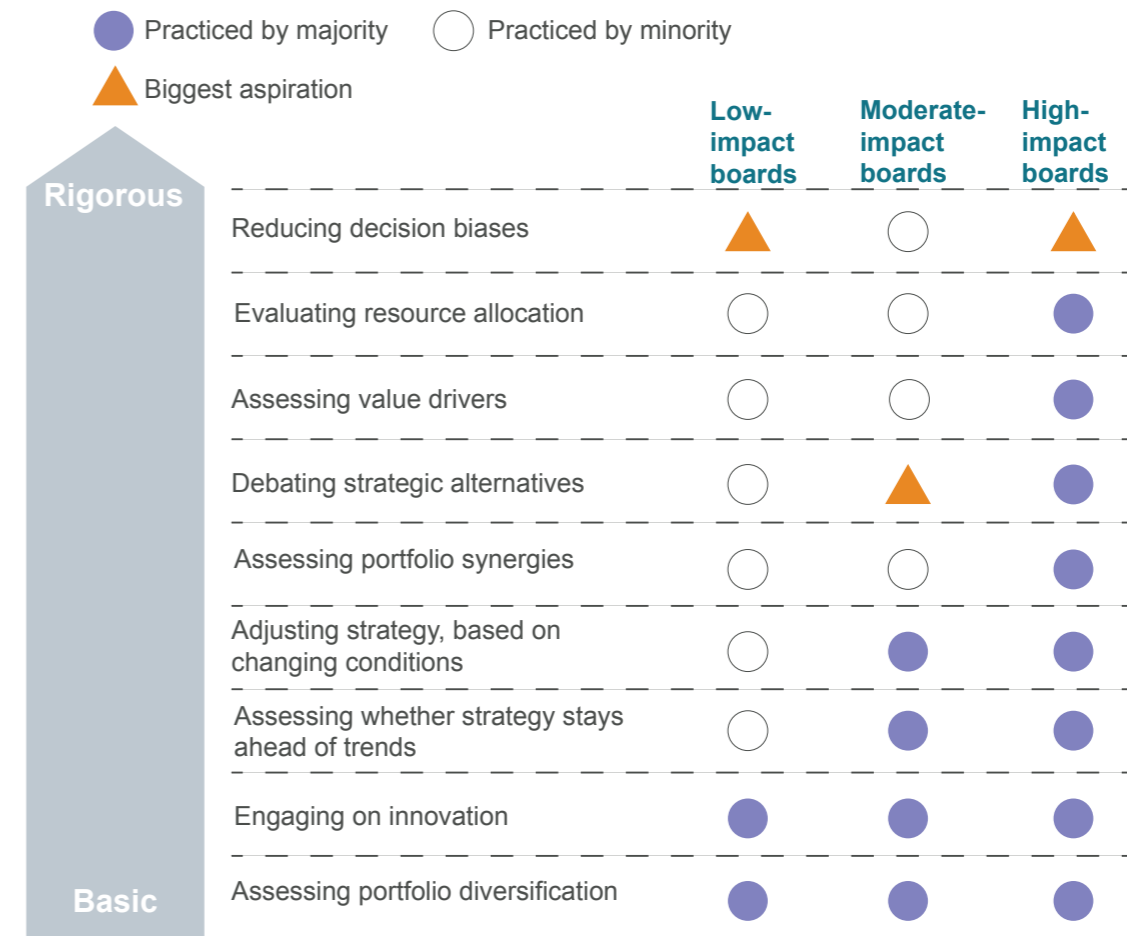 Practiced by majority
Practiced by minority
Biggest aspiration
Low-
impact
boards
Moderate-
impact
boards
High-
impact
boards
Rigorous
Reducing decision biases
Evaluating resource allocation
Assessing value drivers
Debating strategic alternatives
Assessing portfolio synergies
Adjusting strategy, based on
changing conditions
Assessing whether strategy stays
ahead of trends
Engaging on innovation
Assessing portfolio diversification
Basic